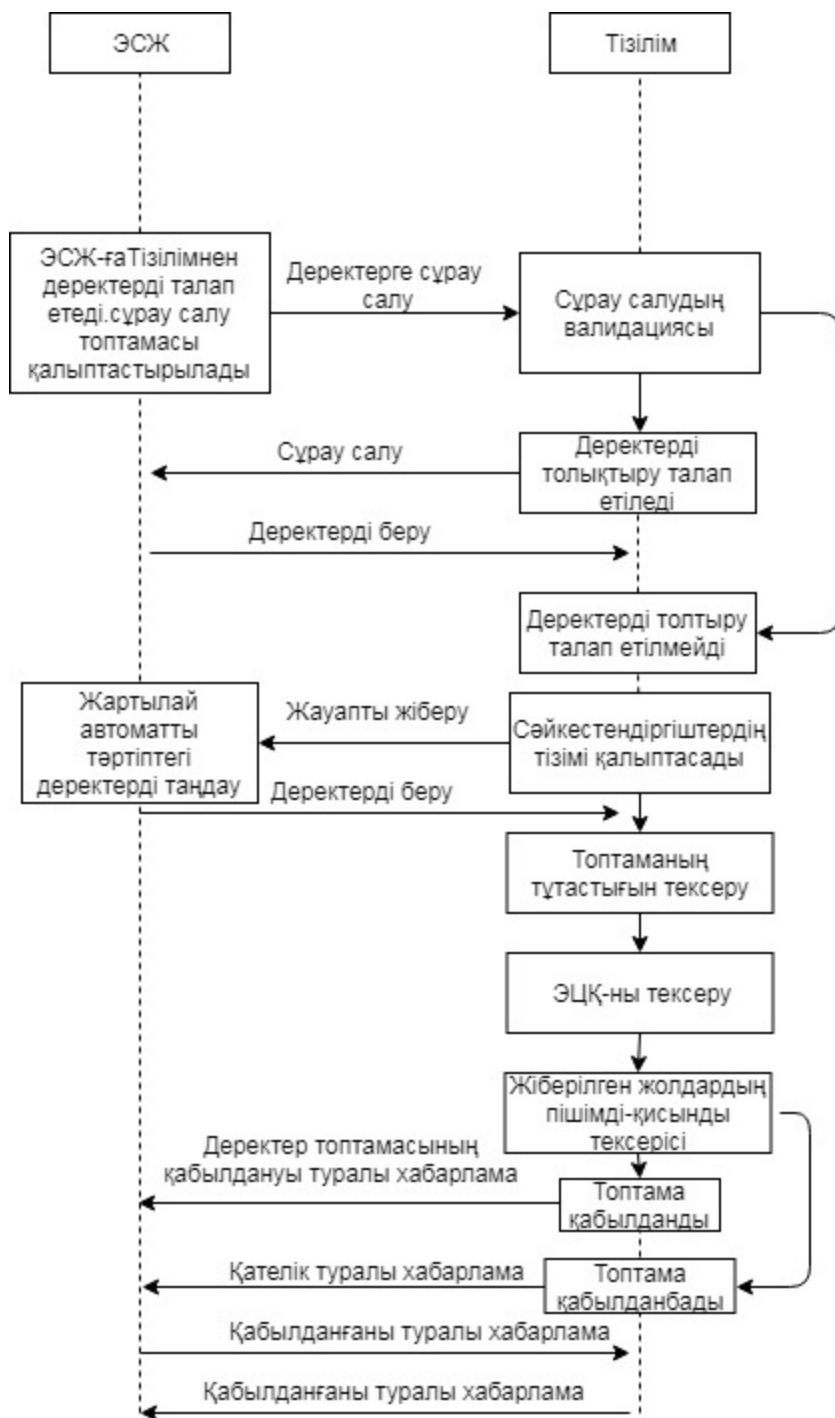 ЭСЖ
Тізілім
ЭСЖ-ғаТізілімнен
деректерді талап
етеді.сұрау салу
топтамасы
қалыптастырылады
Деректерге сұрау
салу
Сұрау салудың
валидациясы
Сұрау салу
Деректерді
толықтыру талап
етіледі
Деректерді беру
Деректерді толтыру
талап етілмейді
Жартылай
автоматты
тәртіптегі
деректерді таңдау
Жауапты жіберу
Сәйкестендіргіштердің
тізімі қалыптасады
Деректерді беру
Топтаманың
тұтастығын тексеру
ЭЦҚ-ны тексеру
Жіберілген жолдардың
пішімді-қисынды
тексерісі
Деректер топтамасының
қабылдануы туралы хабарлама
Топтама
қабылданды
Қателік туралы хабарлама
Топтама
қабылданбады
Қабылданғаны туралы хабарлама
Қабылданғаны туралы хабарлама